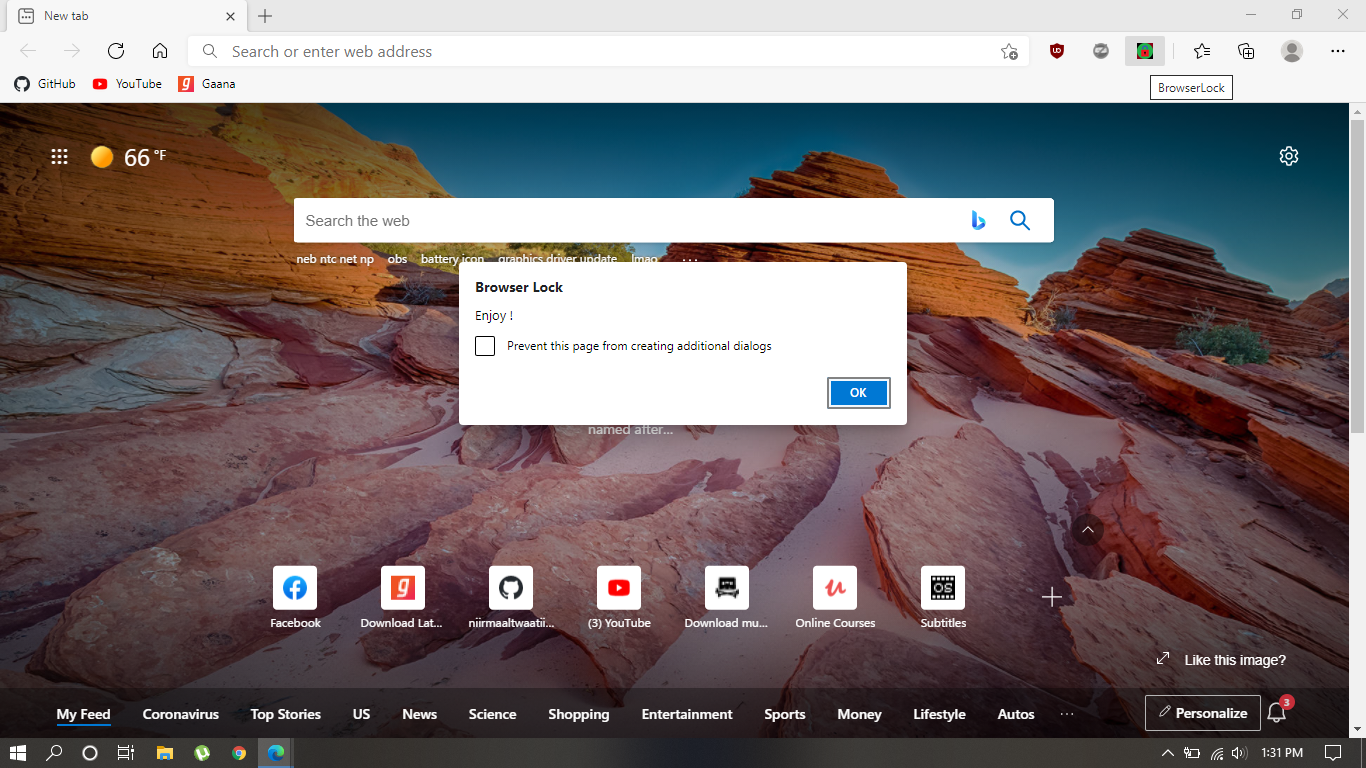 New tab
Search or enter web address
GitHub YouTube Gaana
BrowserLock
66 °F
Search the web
neb ntc net np obs battery icon graphics driver update lmao ...
Browser Lock
Enjoy !
Prevent this page from creating additional dialogs
OK
named after...
Facebook Download Lat... niirmaaltwaatii... (3) YouTube Download mu... Online Courses Subtitles
Like this image?
My Feed Coronavirus Top Stories US News Science Shopping Entertainment Sports Money Lifestyle Autos ... Personalize 3
1:31 PM